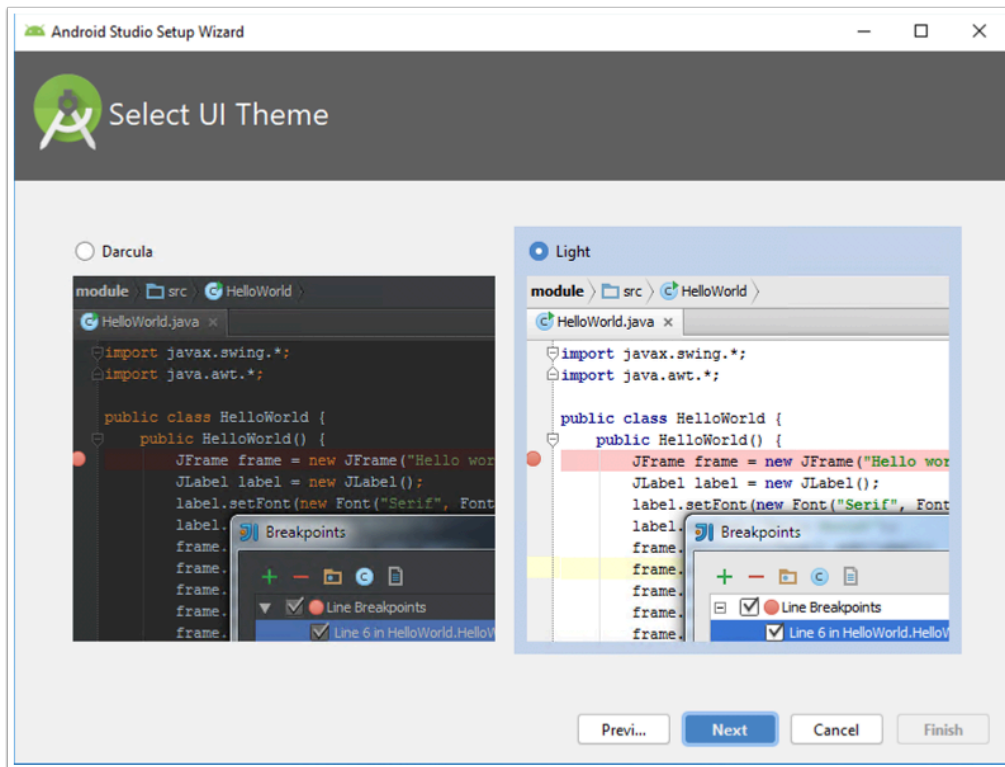 Android Studio Setup Wizard
Select UI Theme
Darcula
module src HelloWorld
HelloWorld.java
import javax.swing.*;
import java.awt.*;
public class HelloWorld {
public HelloWorld() {
JFrame frame = new JFrame("Hello wor
JLabel label = new JLabel();
label.setFont(new Font("Serif", Font
label.
Breakpoints
frame.
frame.
frame.
Line Breakpoints
frame.
Line 6 in HelloWorld.HelloW
Light
module src HelloWorld
HelloWorld.java
import javax.swing.*;
import java.awt.*;
public class HelloWorld {
public HelloWorld() {
JFrame frame = new JFrame("Hello wor
JLabel label = new JLabel();
label.setFont(new Font("Serif", Font
label.
Breakpoints
frame.
frame.
frame.
Line Breakpoints
frame.
frame.
Line 6 in HelloWorld.HelloW
Previ... Next Cancel Finish